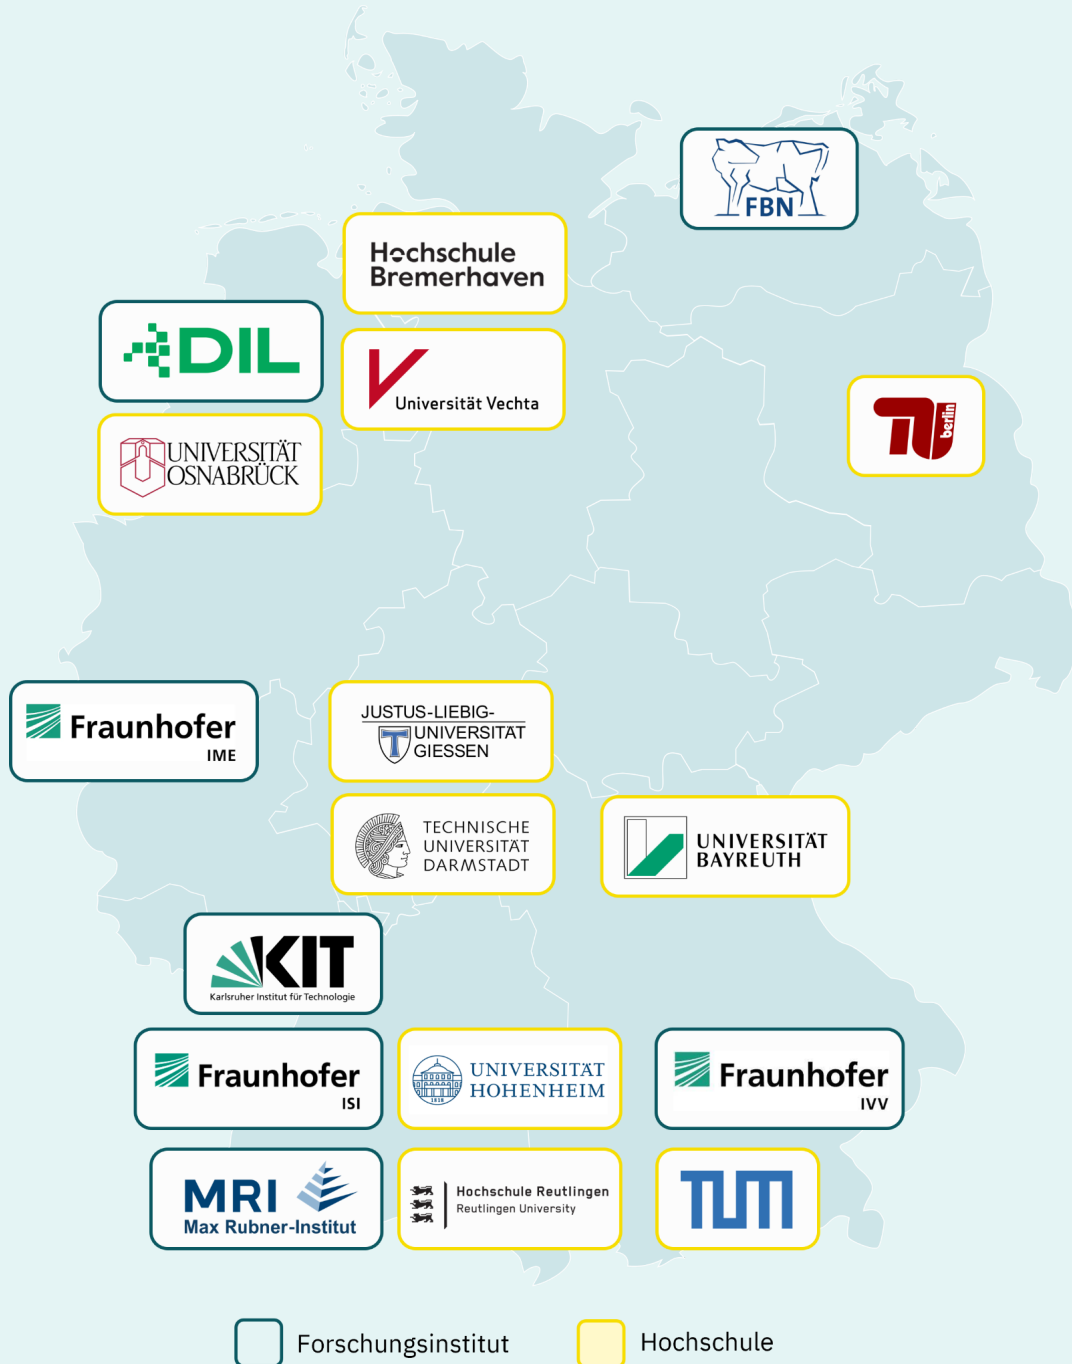 FBN
Hochschule
Bremerhaven
DIL
Universität Vechta
berlin
UNIVERSITÄT
OSNABRÜCK
Fraunhofer
IME
JUSTUS-LIEBIG-
UNIVERSITÄT
GIESSEN
TECHNISCHE
UNIVERSITÄT
DARMSTADT
UNIVERSITÄT
BAYREUTH
KIT
Karlsruher Institut für Technologie
Fraunhofer
ISI
UNIVERSITÄT
HOHENHEIM
1818
Fraunhofer
IVV
MRI
Max Rubner-Institut
Hochschule Reutlingen
Reutlingen University
TUM
Forschungsinstitut
Hochschule